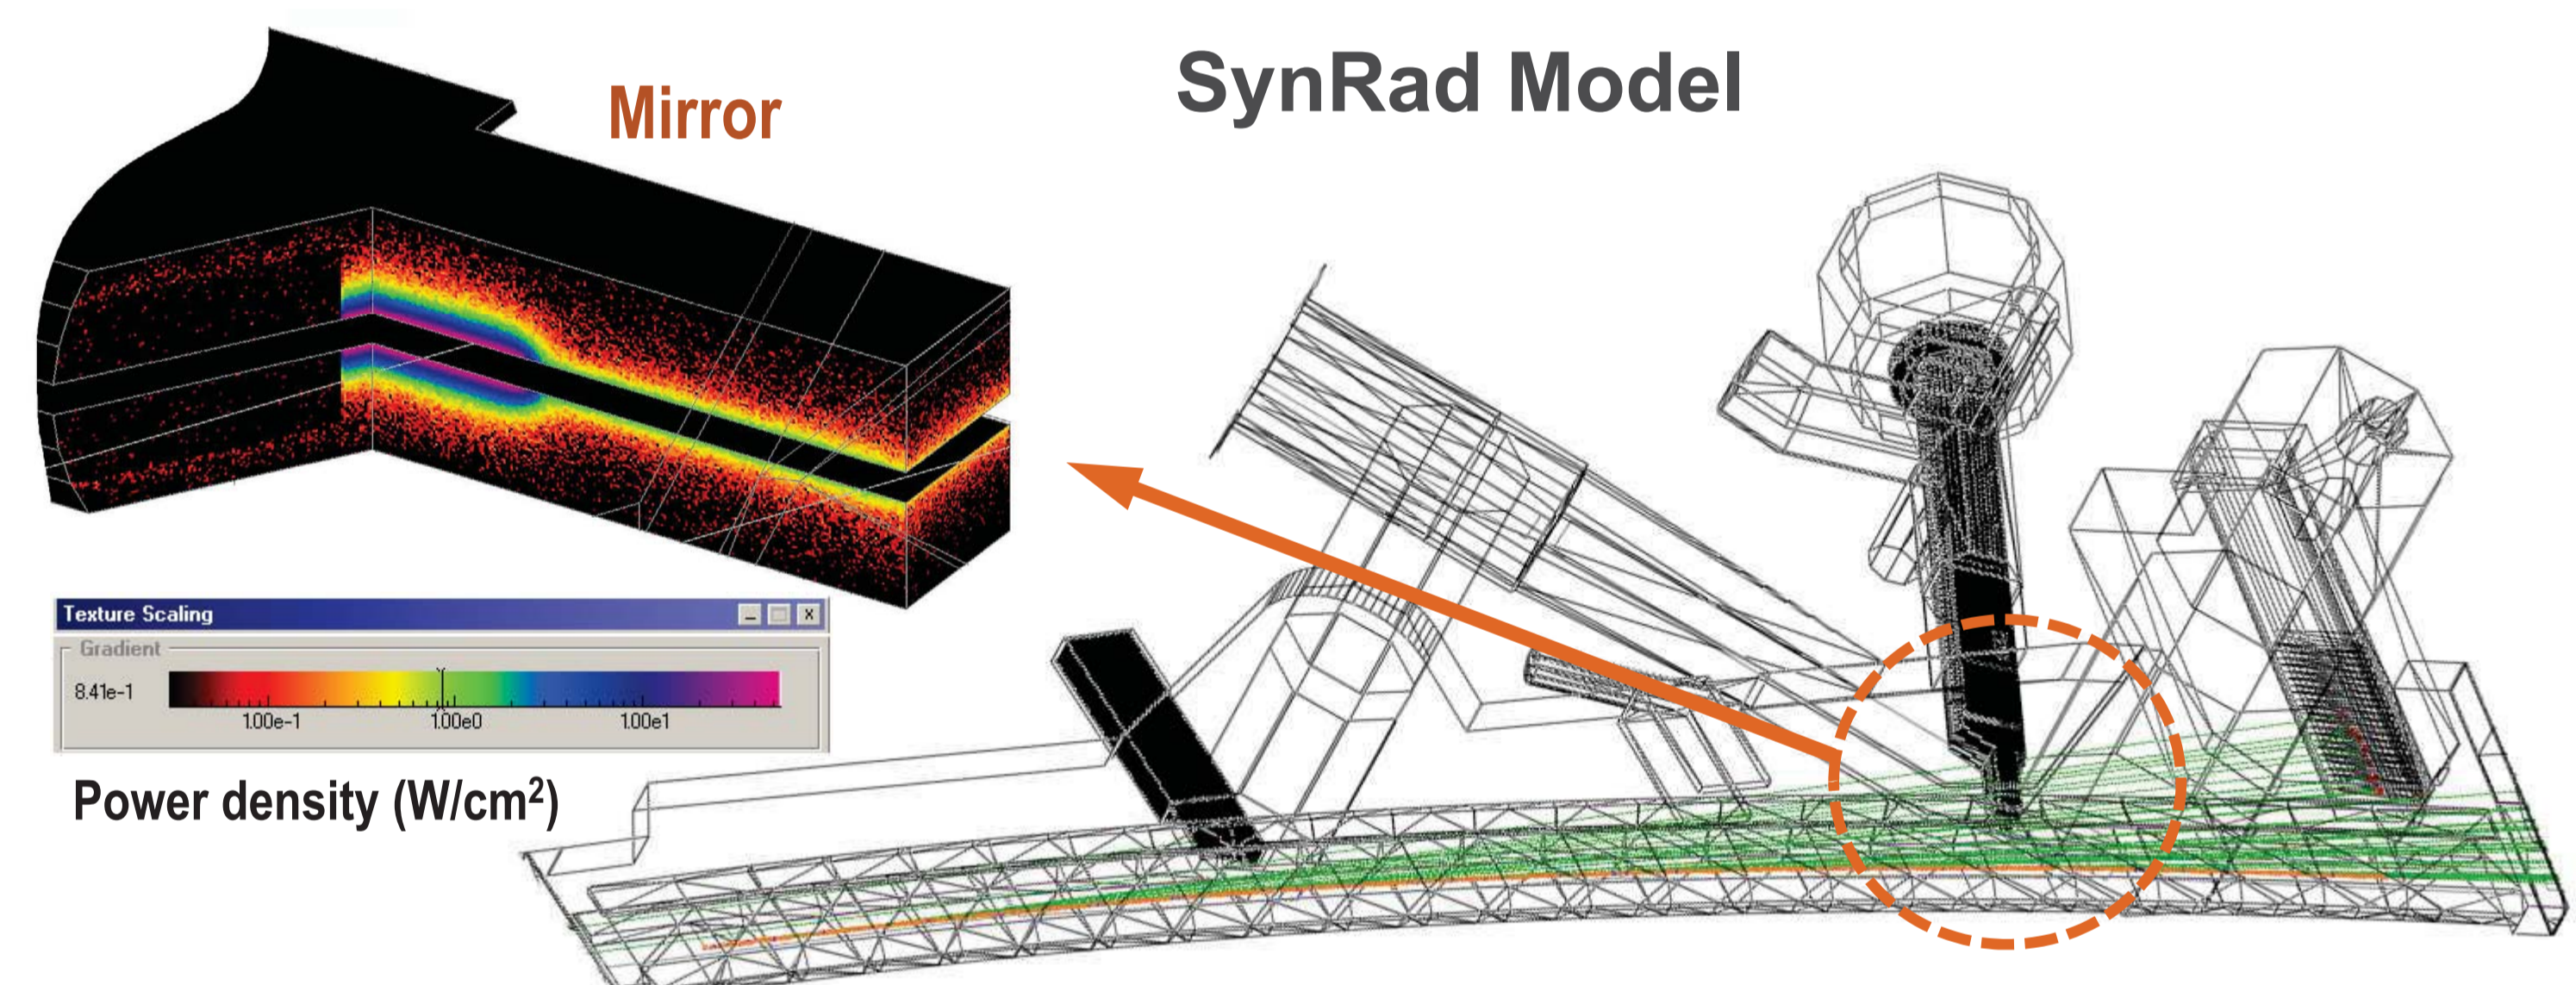 SynRad Model
Mirror
Texture Scaling
Gradient
8.41e-1
1.00e-1 1.00e0 1.00e1
Power density (W/cm²)